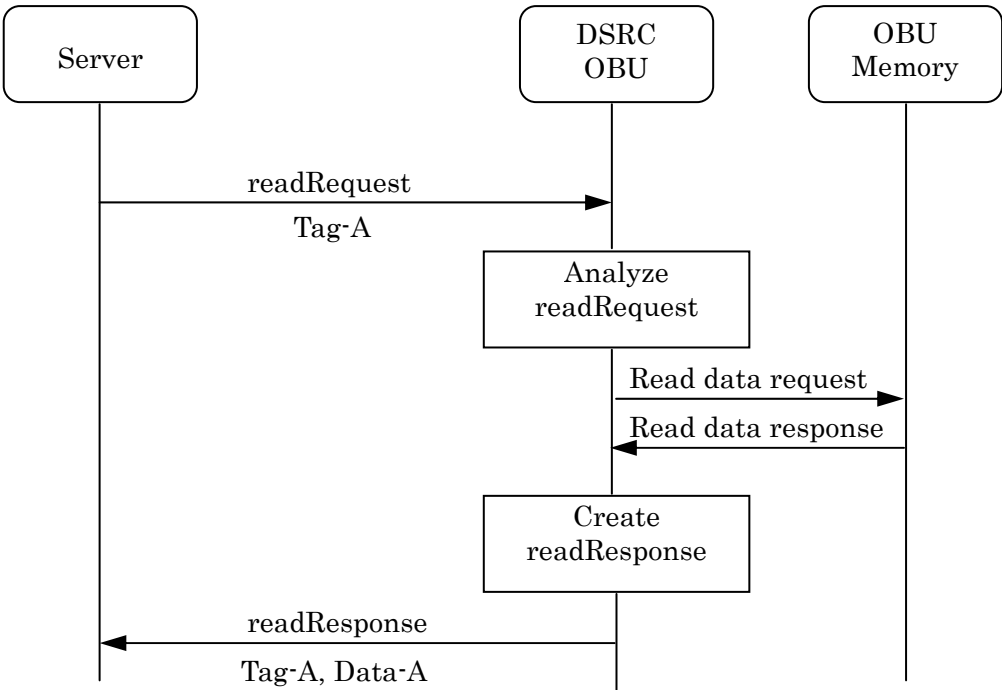 Server
DSRC
OBU
OBU
Memory
readRequest
Tag-A
Analyze
readRequest
Read data request
Read data response
Create
readResponse
readResponse
Tag-A, Data-A